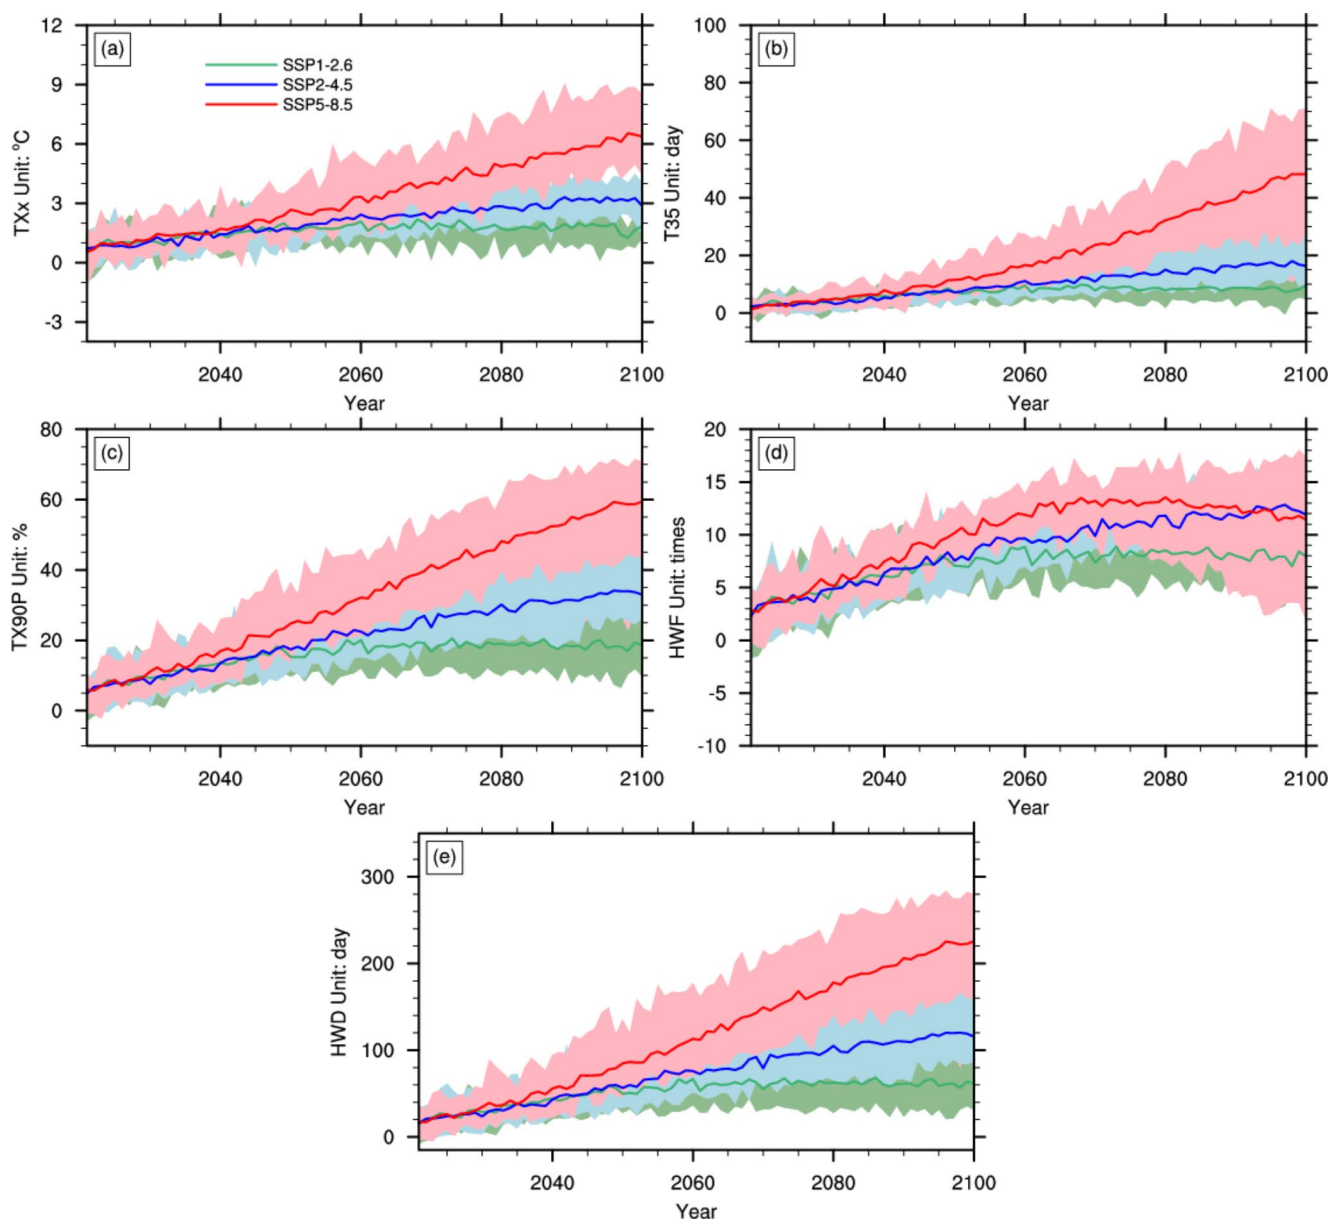 (a)
SSP1-2.6
SSP2-4.5
SSP5-8.5
12
9
6
3
0
-3
TXx Unit: °C
2040 2060 2080 2100
Year
(b)
100
80
60
40
20
0
T35 Unit: day
2040 2060 2080 2100
Year
(c)
80
60
40
20
0
TX90P Unit: %
2040 2060 2080 2100
Year
(d)
20
15
10
5
0
-5
-10
HWF Unit: times
2040 2060 2080 2100
Year
(e)
300
200
100
0
HWD Unit: day
2040 2060 2080 2100
Year